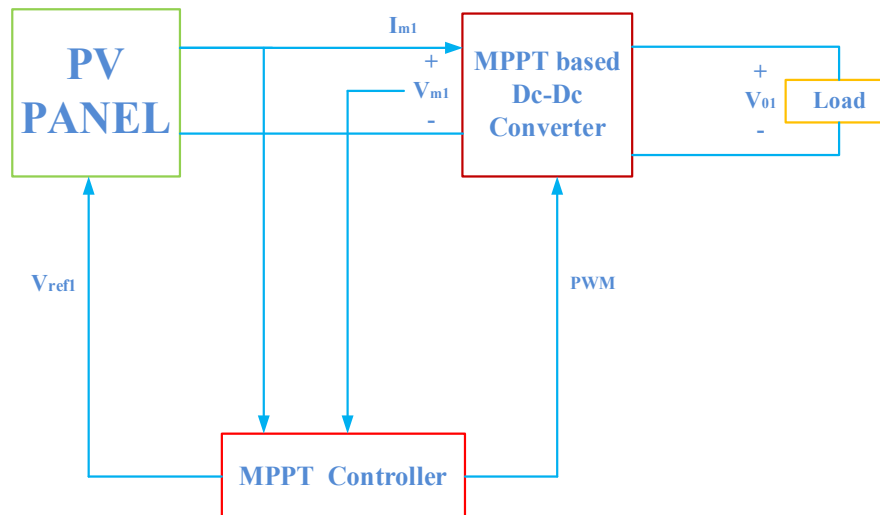 PV
PANEL
Im1
+
Vm1
-
MPPT based
Dc-Dc
Converter
+
V01
-
Load
Vref1
PWM
MPPT Controller